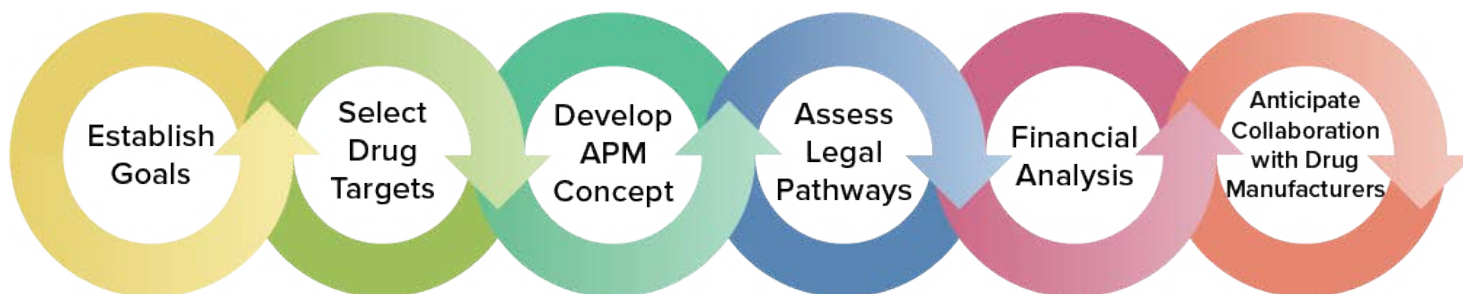 Establish
Goals
Select
Drug
Targets
Develop
APM
Concept
Assess
Legal
Pathways
Financial
Analysis
Anticipate
Collaboration
with Drug
Manufacturers